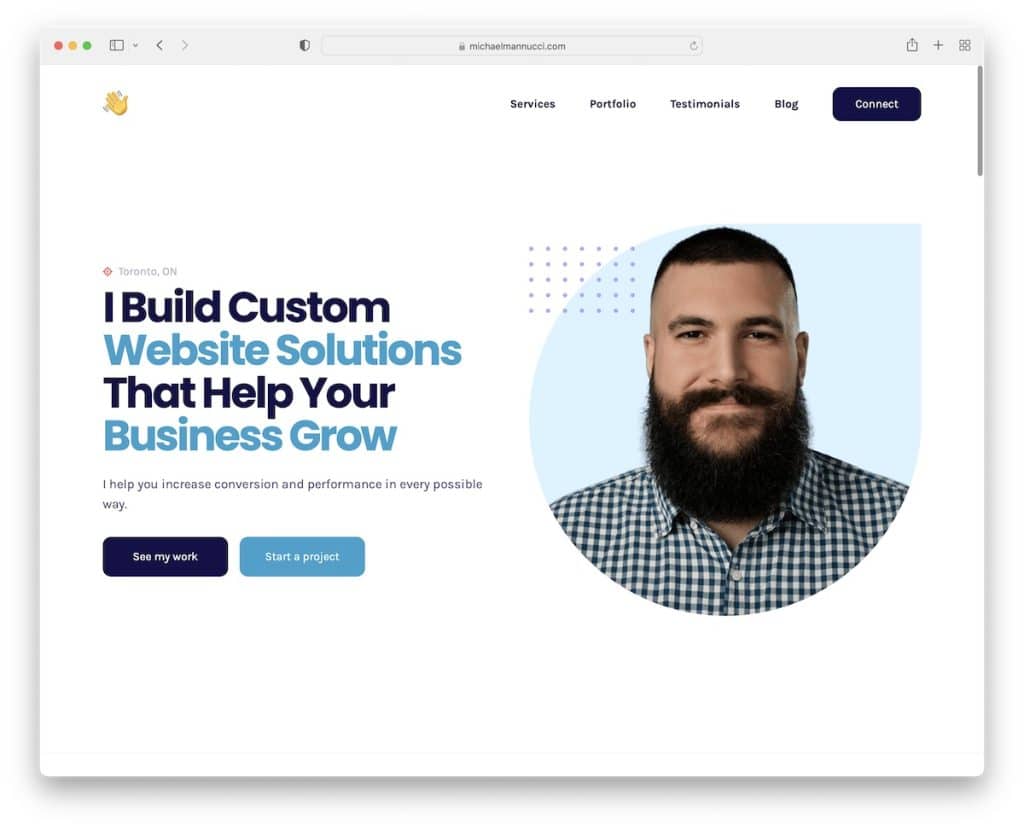 michaelmannucci.com
Services Portfolio Testimonials Blog Connect
Toronto, ON
I Build Custom
Website Solutions
That Help Your
Business Grow
I help you increase conversion and performance in every possible
way.
See my work Start a project